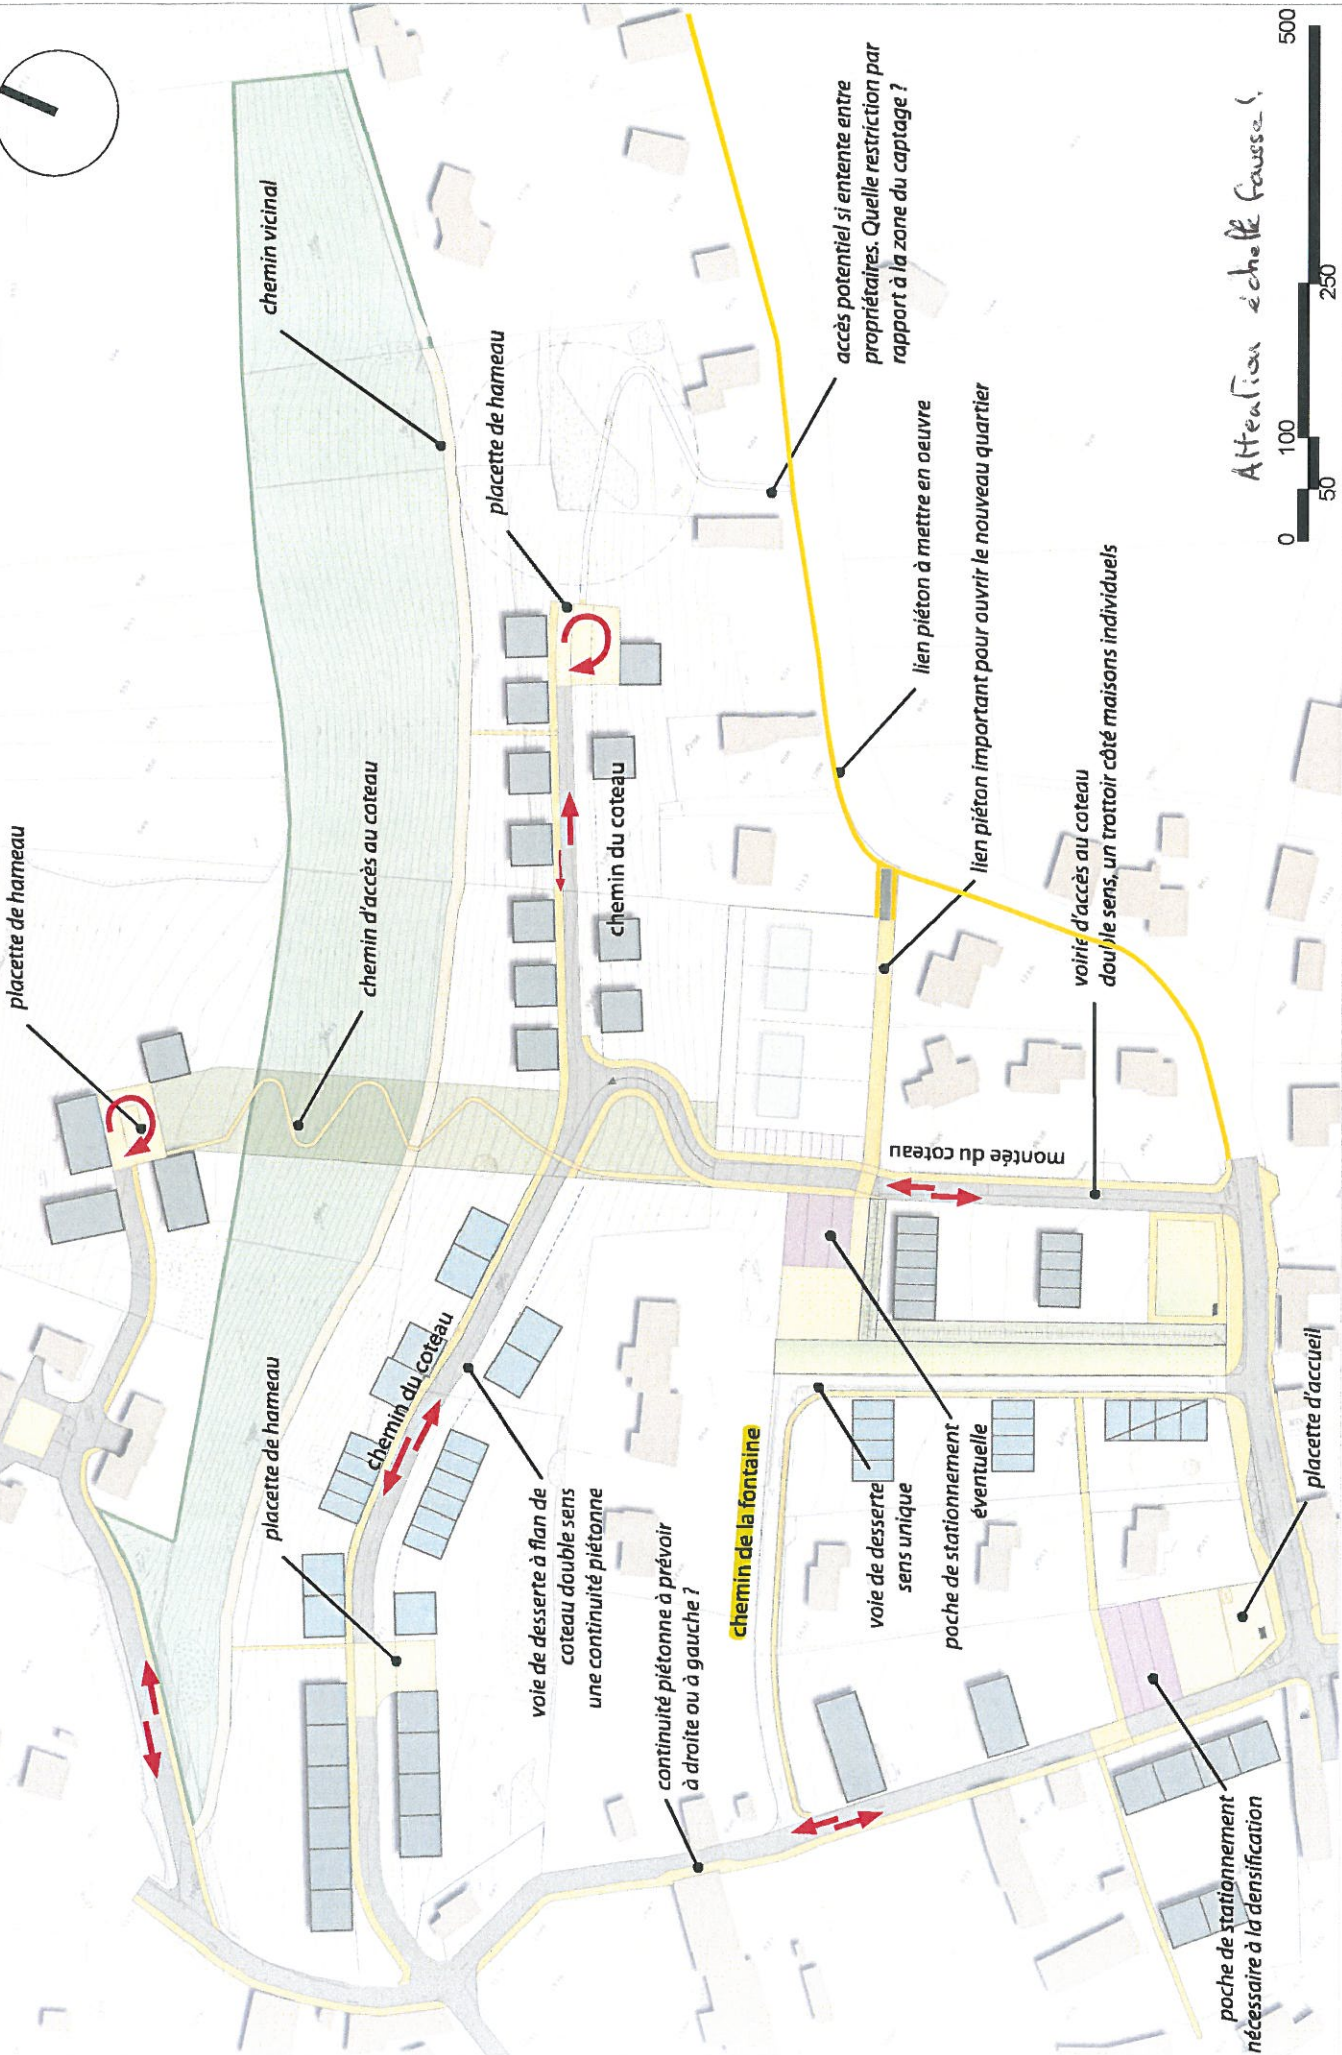 placette de hameau
chemin vicinal
chemin d'accès au coteau
placette de hameau
accès potentiel si entente entre
propriétaires. Quelle restriction par
rapport à la zone du captage ?
lien piéton à mettre en oeuvre
lien piéton important pour ouvrir le nouveau quartier
chemin du coteau
placette de hameau
chemin du coteau
voie de desserte à flan de
coteau double sens
une continuité piétonne
continuité piétonne à prévoir
à droite ou à gauche ?
chemin de la fontaine
montée du coteau
voirie d'accès au coteau
double sens, un trottoir côté maisons individuels
voie de desserte
sens unique
poche de stationnement
éventuelle
placette d'accueil
poche de stationnement
nécessaire à la densification
Attention échelle fausse !
0 50 100 250 500